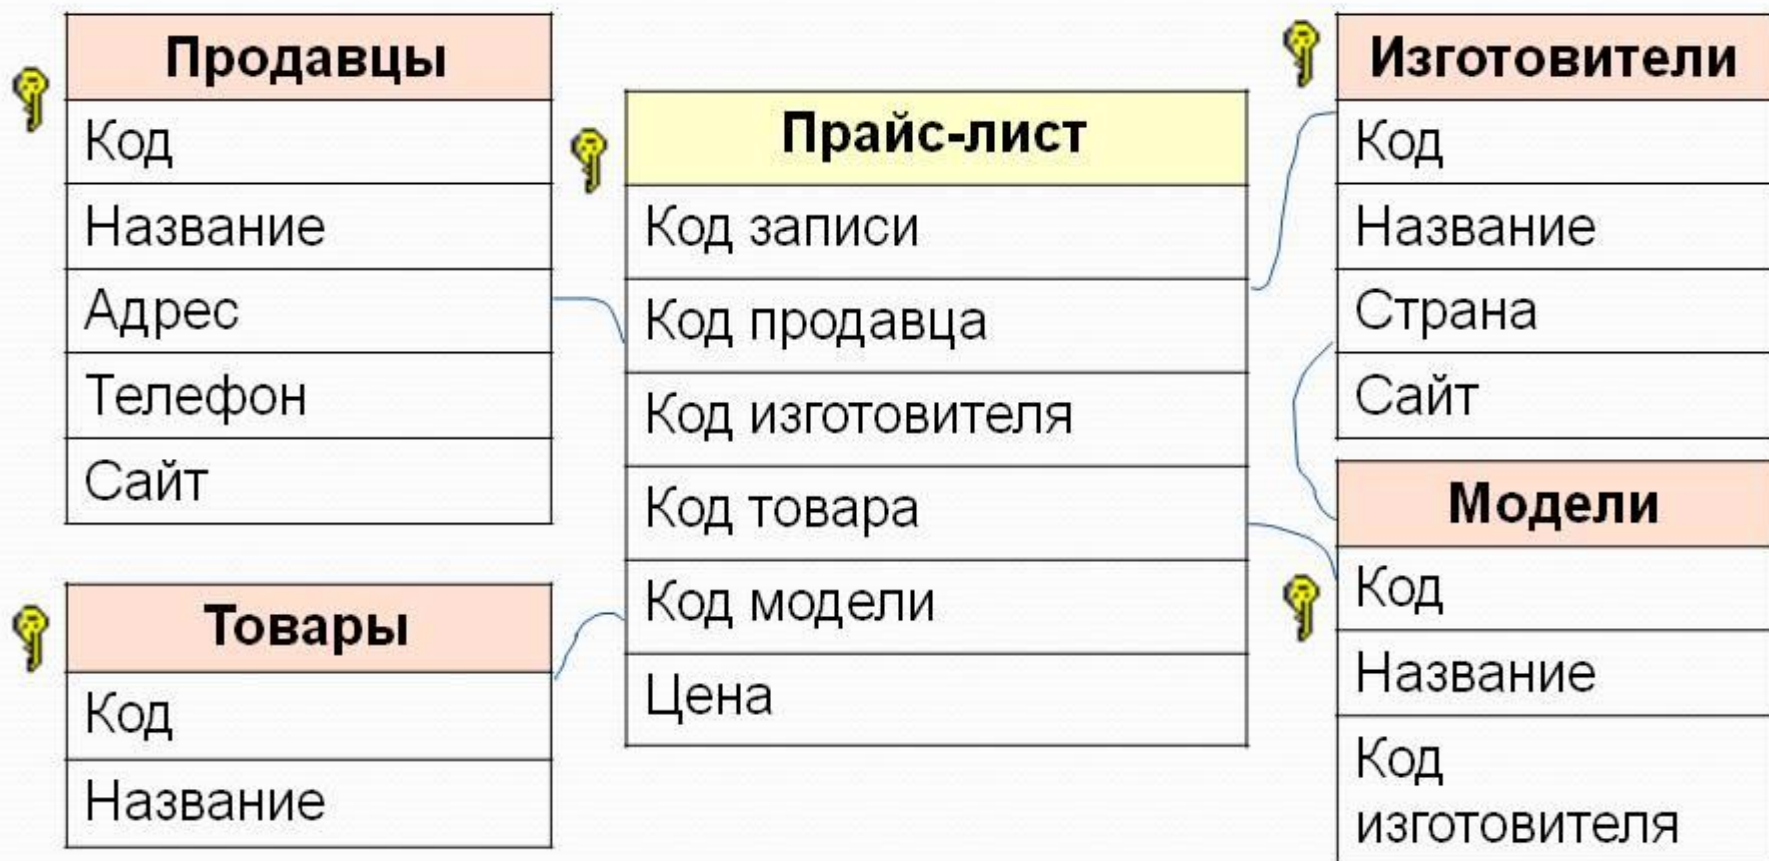 Продавцы
Код
Название
Адрес
Телефон
Сайт
Товары
Код
Название
Прайс-лист
Код записи
Код продавца
Код изготовителя
Код товара
Код модели
Цена
Изготовители
Код
Название
Страна
Сайт
Модели
Код
Название
Код
изготовителя